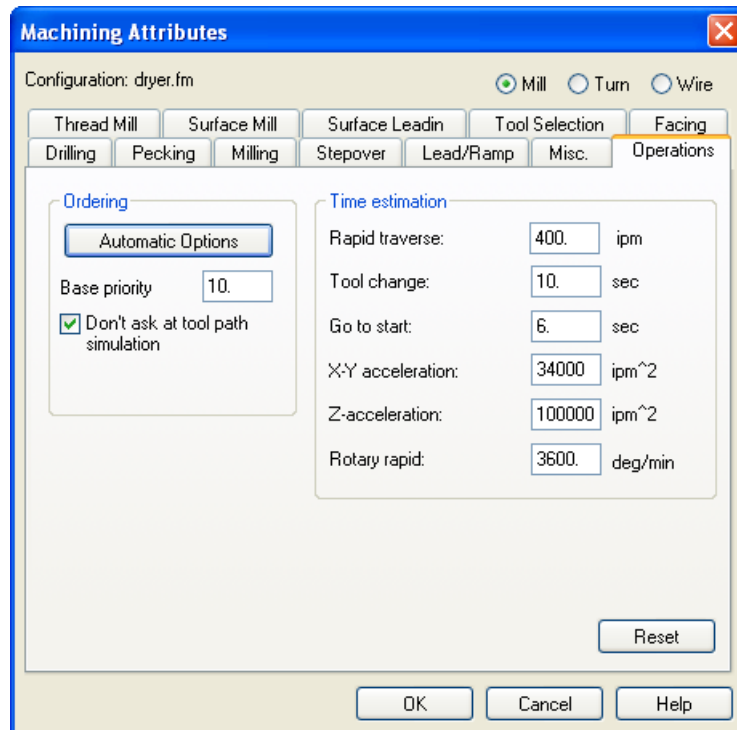 Machining Attributes
Configuration: dryer.fm Mill Turn Wire
Thread Mill Surface Mill Surface Leadin Tool Selection Facing
Drilling Pecking Milling Stepover Lead/Ramp Misc. Operations
Ordering
Automatic Options
Base priority 10.
Don't ask at tool path
simulation
Time estimation
Rapid traverse: 400. ipm
Tool change: 10. sec
Go to start: 6. sec
X-Y acceleration: 34000 ipm^2
Z-acceleration: 100000 ipm^2
Rotary rapid: 3600. deg/min
Reset
OK Cancel Help